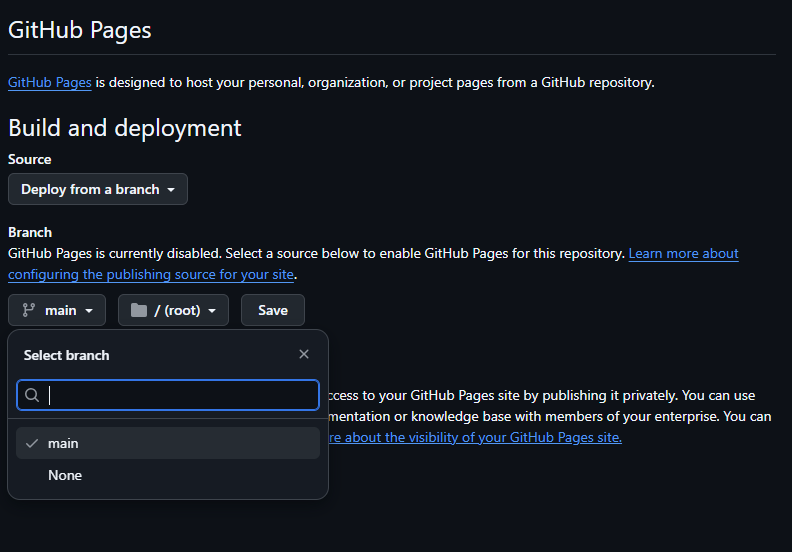 GitHub Pages
GitHub Pages is designed to host your personal, organization, or project pages from a GitHub repository.
Build and deployment
Source
Deploy from a branch
Branch
GitHub Pages is currently disabled. Select a source below to enable GitHub Pages for this repository. Learn more about
configuring the publishing source for your site.
main
/ (root)
Save
Select branch
ccess to your GitHub Pages site by publishing it privately. You can use
mentation or knowledge base with members of your enterprise. You can
re about the visibility of your GitHub Pages site.
main
None